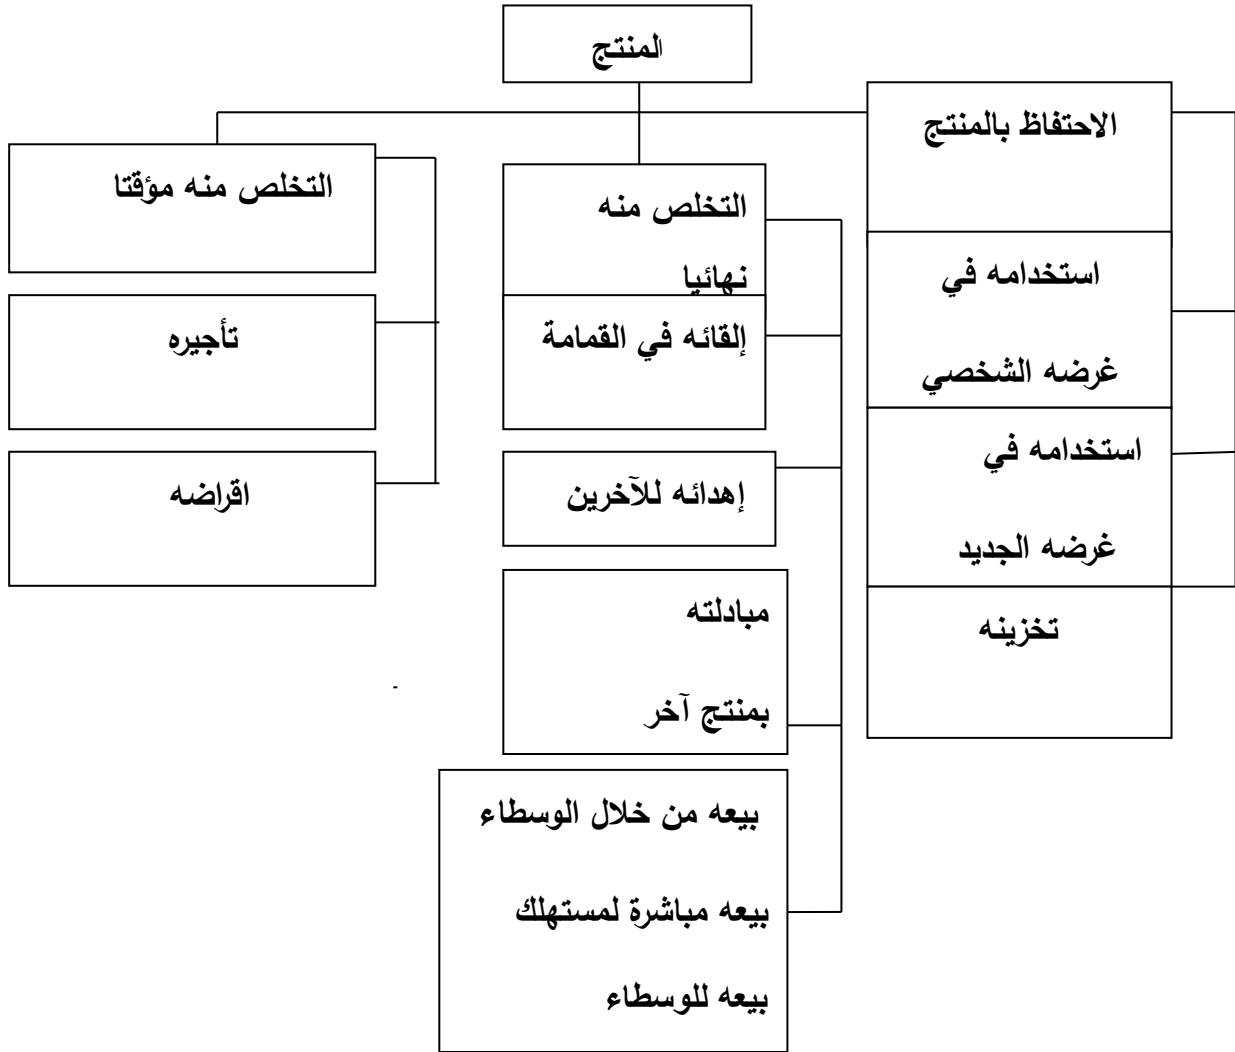 المنتج
الاحتفاظ بالمنتج
استخدامه في
غرضه الشخصي
استخدامه في
غرضه الجديد
تخزينه
التخلص منه
نهائيا
إلقائه في القمامة
إهدائه للآخرين
مبادلته
بمنتج آخر
بيعه من خلال الوسطاء
بيعه مباشرة لمستهلك
بيعه للوسطاء
التخلص منه مؤقتا
تأجيره
اقراضه
-